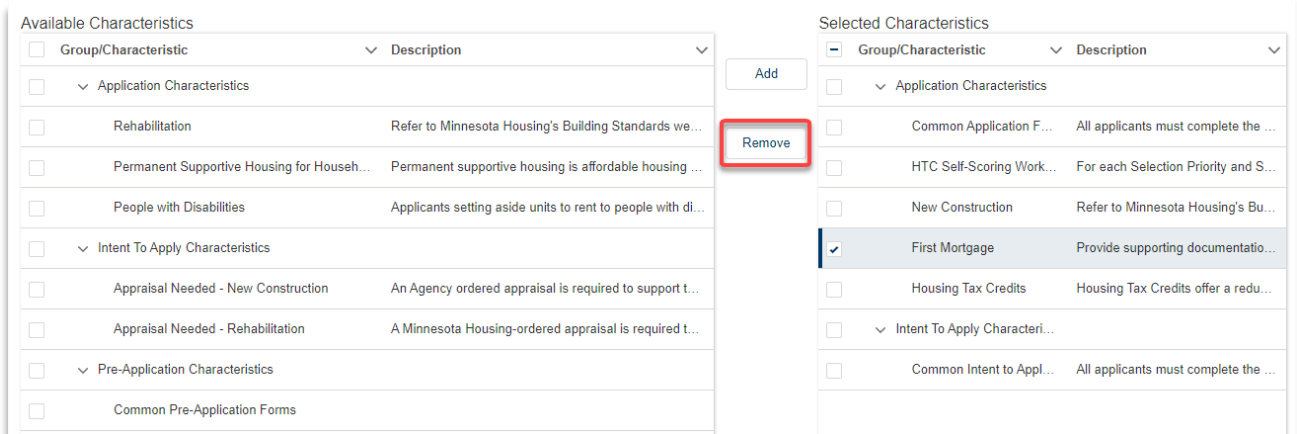 Available Characteristics
Group/Characteristic Description
Application Characteristics
Rehabilitation Refer to Minnesota Housing's Building Standards we...
Permanent Supportive Housing for Househ... Permanent supportive housing is affordable housing ...
People with Disabilities Applicants setting aside units to rent to people with di...
Intent To Apply Characteristics
Appraisal Needed - New Construction An Agency ordered appraisal is required to support t...
Appraisal Needed - Rehabilitation A Minnesota Housing-ordered appraisal is required t...
Pre-Application Characteristics
Common Pre-Application Forms
Add
Remove
Selected Characteristics
Group/Characteristic Description
Application Characteristics
Common Application F... All applicants must complete the ...
HTC Self-Scoring Work... For each Selection Priority and S...
New Construction Refer to Minnesota Housing's Bu...
First Mortgage Provide supporting documentatio...
Housing Tax Credits Housing Tax Credits offer a redu...
Intent To Apply Characteri...
Common Intent to Appl... All applicants must complete the ...